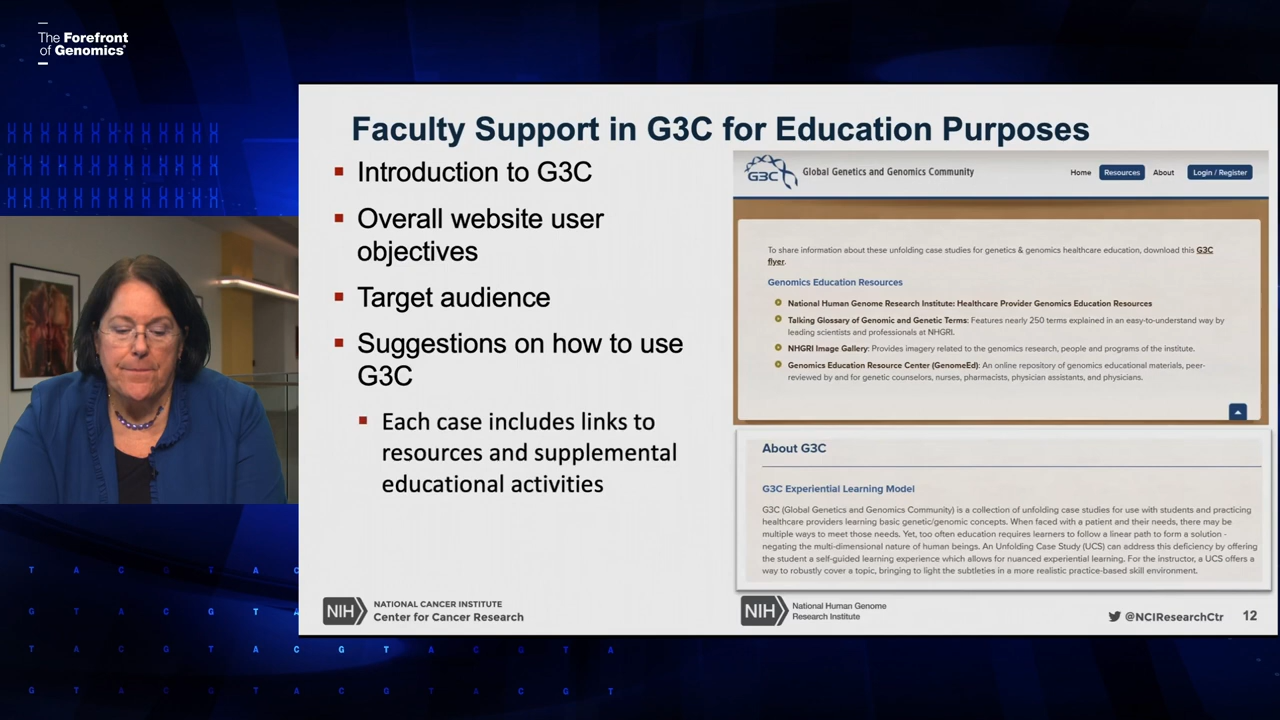 The Forefront
of Genomics®
Faculty Support in G3C for Education Purposes
Introduction to G3C
Overall website user
objectives
Target audience
Suggestions on how to use
G3C
Each case includes links to
resources and supplemental
educational activities
G3C
Global Genetics and Genomics Community
Home
Resources
About
Login / Register
To share information about these unfolding case studies for genetics & genomics healthcare education, download this G3C
flyer.
Genomics Education Resources
National Human Genome Research Institute: Healthcare Provider Genomics Education Resources
Talking Glossary of Genomic and Genetic Terms: Features nearly 250 terms explained in an easy-to-understand way by
leading scientists and professionals at NHGRI.
NHGRI Image Gallery: Provides imagery related to the genomics research, people and programs of the institute.
Genomics Education Resource Center (GenomeEd): An online repository of genomics educational materials, peer-
reviewed by and for genetic counselors, nurses, pharmacists, physician assistants, and physicians.
About G3C
G3C Experiential Learning Model
G3C (Global Genetics and Genomics Community) is a collection of unfolding case studies for use with students and practicing
healthcare providers learning basic genetic/genomic concepts. When faced with a patient and their needs, there may be
multiple ways to meet those needs. Yet, too often education requires learners to follow a linear path to form a solution -
negating the multi-dimensional nature of human beings. An Unfolding Case Study (UCS) can address this deficiency by offering
the student a self-guided learning experience which allows for nuanced experiential learning. For the instructor, a UCS offers a
way to robustly cover a topic, bringing to light the subtleties in a more realistic practice-based skill environment.
NIH
NATIONAL CANCER INSTITUTE
Center for Cancer Research
NIH
National Human Genome
Research Institute
@NCIResearchCtr
12
T A C G T A C
G T A C G T A
T A C G T A C G T A C G T A C G T A
G T A C G T A C G T A C G T